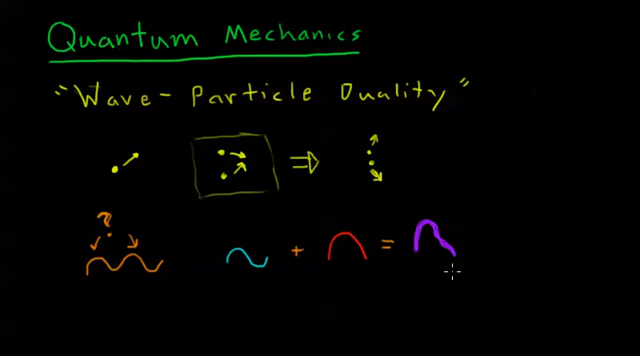 Quantum Mechanics
"Wave-Particle Duality"
?
+ =